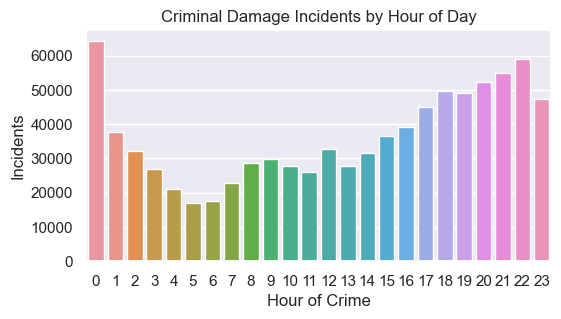 Criminal Damage Incidents by Hour of Day
Incidents
60000
50000
40000
30000
20000
10000
0
0 1 2 3 4 5 6 7 8 9 10 11 12 13 14 15 16 17 18 19 20 21 22 23
Hour of Crime